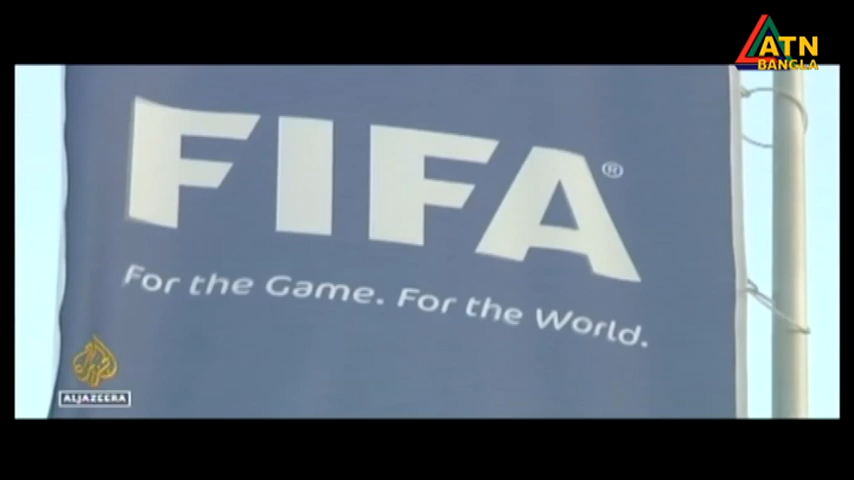 ATN
BANGLA
FIFA®
For the Game. For the World.
ALJAZEERA